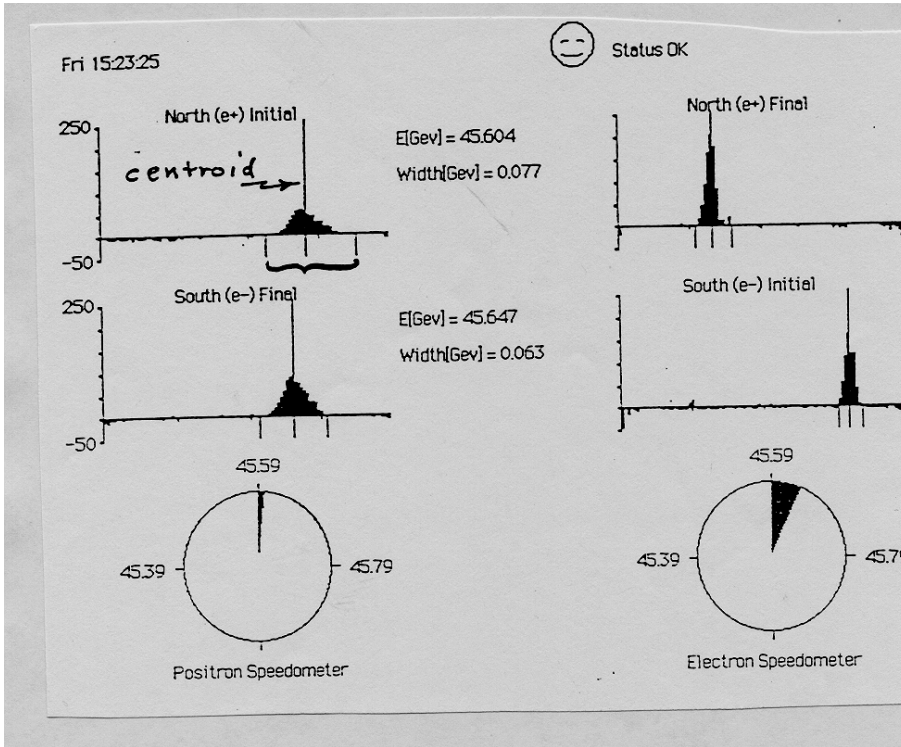 Fri 15:23:25
Status OK
North (e+) Initial
North (e+) Final
250
E[Gev] = 45.604
centroid
Width[Gev] = 0.077
-50
South (e-) Final
South (e-) Initial
250
E[Gev] = 45.647
Width[Gev] = 0.063
-50
45.59
45.59
45.39
45.79
45.39
45.79
Positron Speedometer
Electron Speedometer